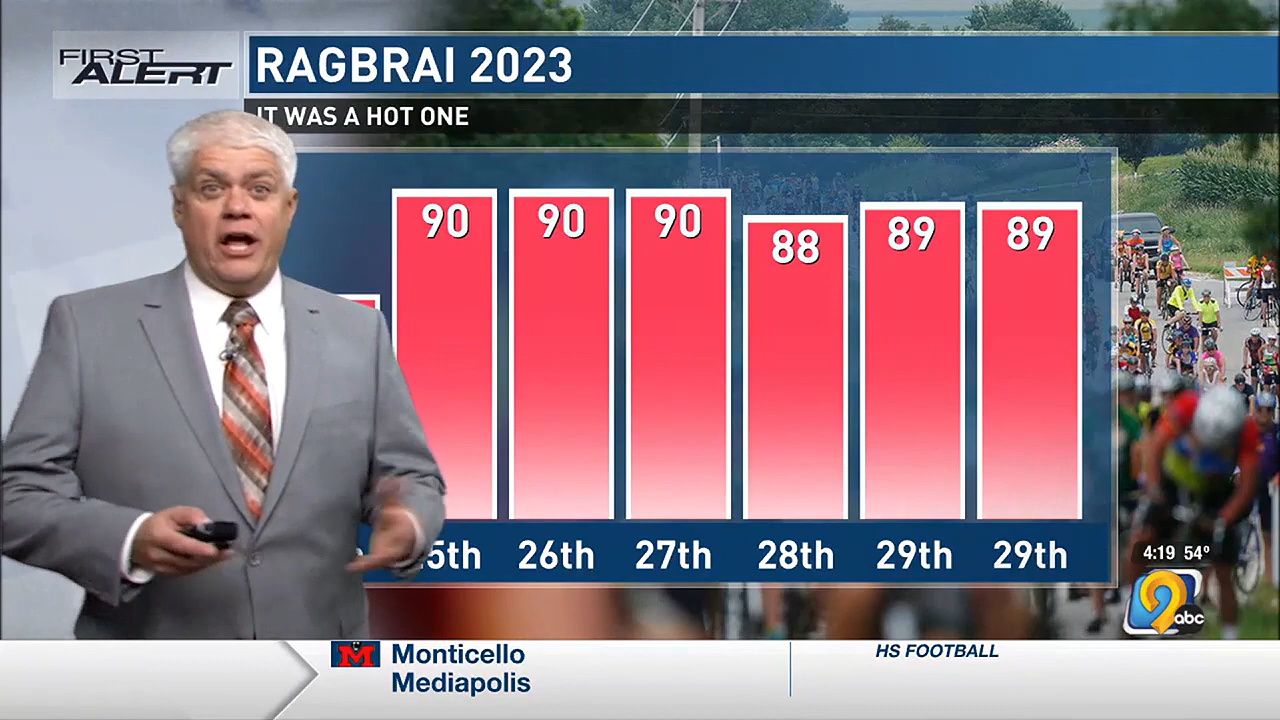 FIRST
ALERT
RAGBRAI 2023
IT WAS A HOT ONE
90
90
90
88
89
89
5th
26th
27th
28th
29th
29th
4:19 54°
9
abc
M
Monticello
Mediapolis
HS FOOTBALL